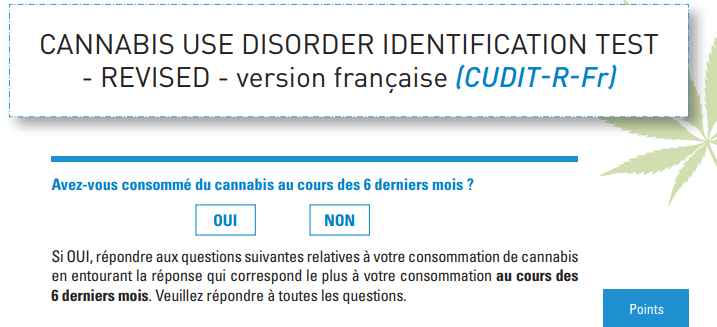 CANNABIS USE DISORDER IDENTIFICATION TEST
- REVISED - version française (CUDIT-R-Fr)
Avez-vous consommé du cannabis au cours des 6 derniers mois ?
OUI NON
Si OUI, répondre aux questions suivantes relatives à votre consommation de cannabis
en entourant la réponse qui correspond le plus à votre consommation au cours des
6 derniers mois. Veuillez répondre à toutes les questions.
Points